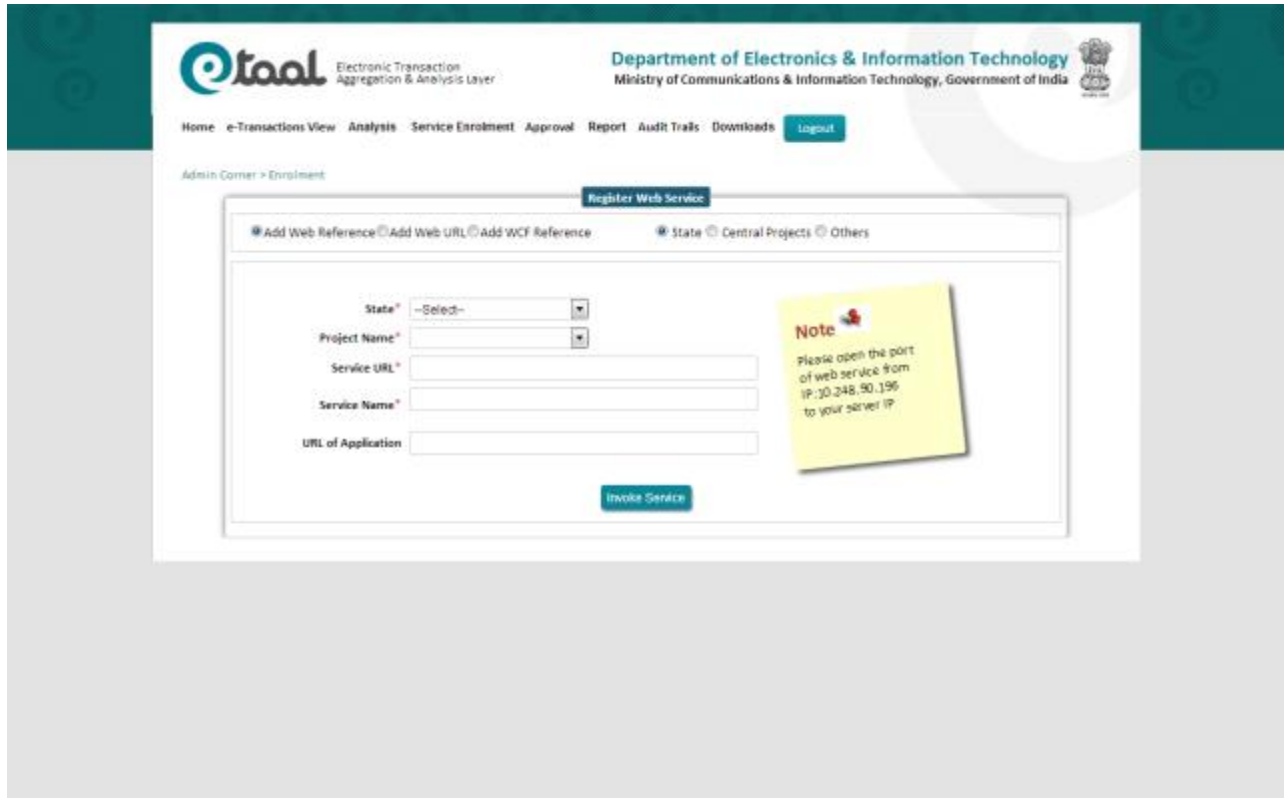 etaal
Electronic Transaction
Aggregation & Analysis Layer
Department of Electronics & Information Technology
Ministry of Communications & Information Technology, Government of India
Home e-Transactions View Analysis Service Enrolment Approval Report Audit Trails Downloads Logout
Admin Corner > Enrolment
Register Web Service
Add Web Reference Add Web URL Add WCF Reference State Central Projects Others
State* --Select--
Project Name*
Service URL*
Service Name*
URL of Application
Note
Please open the port
of web service from
IP:10.248.90.196
to your server IP
Invoke Service